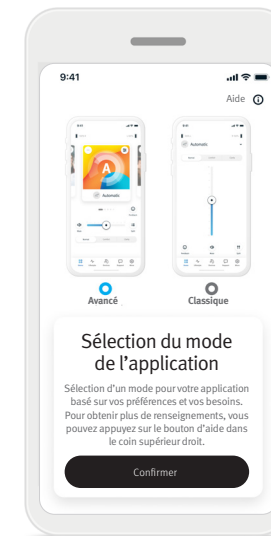 9:41
Aide
Automatic
A
Automatic
Avancé
Classique
Sélection du mode
de l'application
Sélection d'un mode pour votre application
basé sur vos préférences et vos besoins.
Pour obtenir plus de renseignements, vous
pouvez appuyez sur le bouton d'aide dans
le coin supérieur droit.
Confirmer